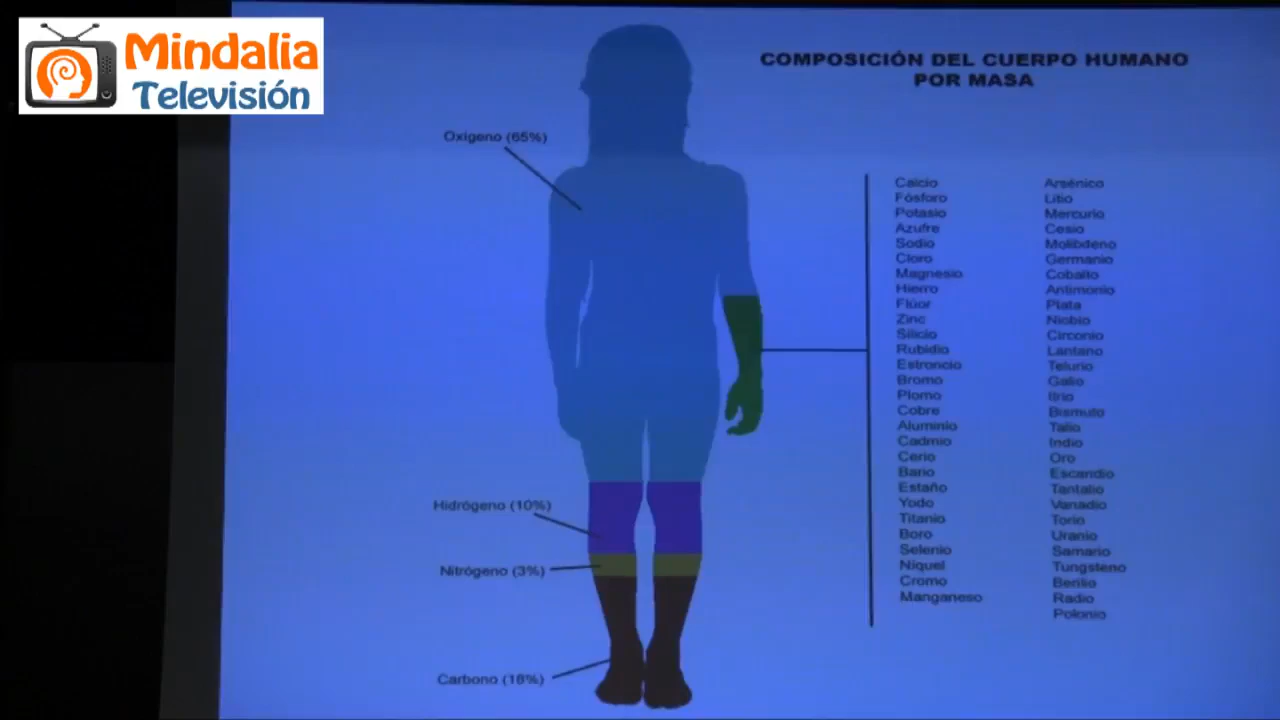 Mindalia
Televisión
COMPOSICIÓN DEL CUERPO HUMANO
POR MASA
Oxígeno (65%)
Hidrógeno (10%)
Nitrógeno (3%)
Carbono (18%)
Calcio
Fósforo
Potasio
Azufre
Sodio
Cloro
Magnesio
Hierro
Flúor
Zinc
Silicio
Rubidio
Estroncio
Bromo
Plomo
Cobre
Aluminio
Cadmio
Cerio
Bario
Estaño
Yodo
Titanio
Boro
Selenio
Níquel
Cromo
Manganeso
Arsénico
Litio
Mercurio
Cesio
Molibdeno
Germanio
Cobalto
Antimonio
Plata
Niobio
Circonio
Lantano
Telurio
Galio
Itrio
Bismuto
Talio
Indio
Oro
Escandio
Tantalio
Vanadio
Torio
Uranio
Samario
Tungsteno
Berilio
Radio
Polonio